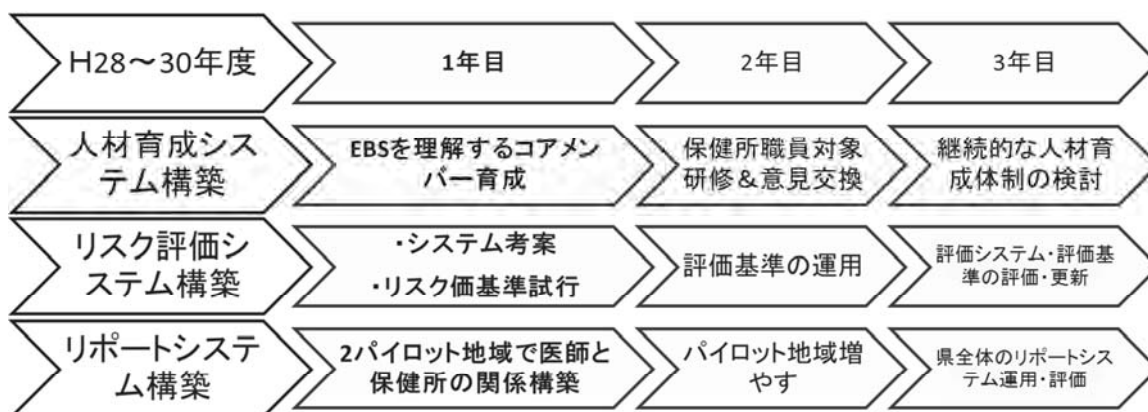 H28～30年度
1年目
2年目
3年目
人材育成シス
テム構築
EBSを理解するコアメン
バー育成
保健所職員対象
研修＆意見交換
継続的な人材育
成体制の検討
リスク評価シ
ステム構築
・システム考案
・リスク価基準試行
評価基準の運用
評価システム・評価基
準の評価・更新
リポートシステ
ム構築
2パイロット地域で医師と
保健所の関係構築
パイロット地域増
やす
県全体のリポートシス
テム運用・評価